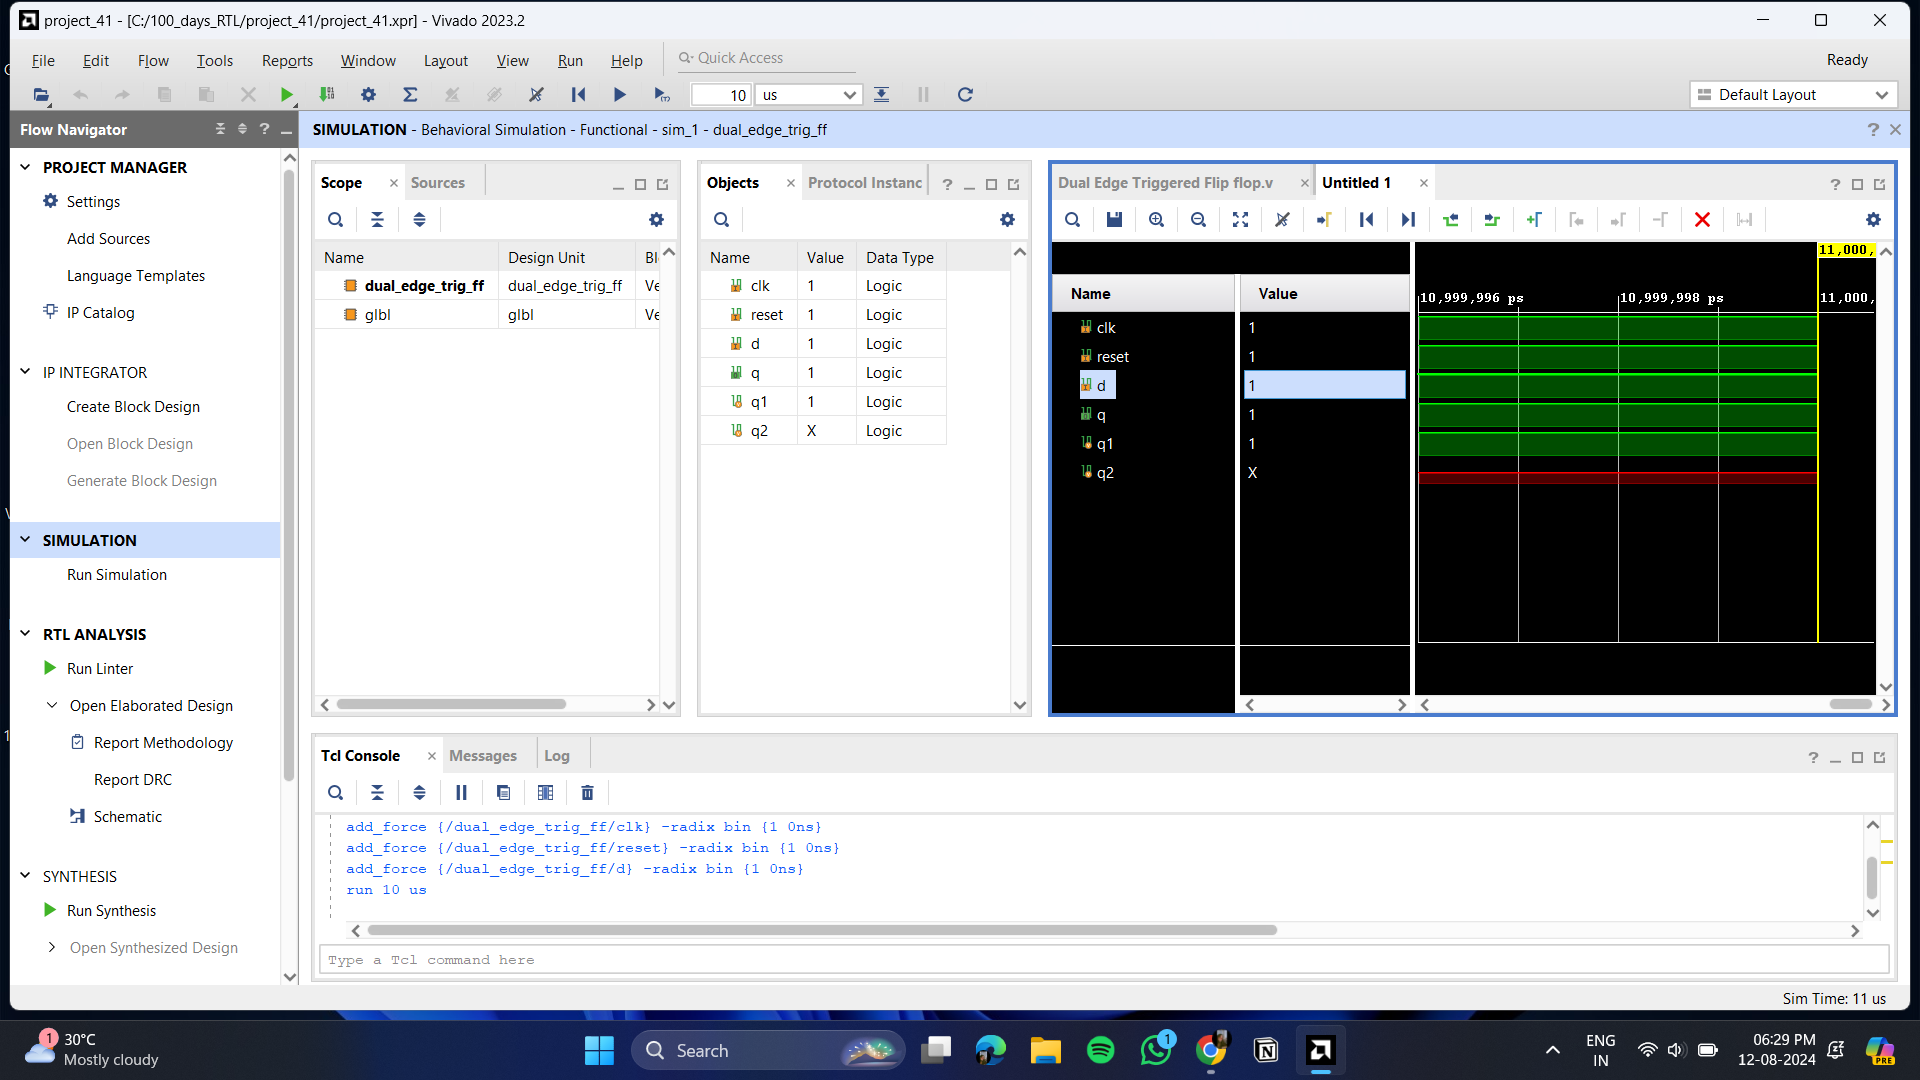 project_41 - [C:/100_days_RTL/project_41/project_41.xpr] - Vivado 2023.2
File Edit Flow Tools Reports Window Layout View Run Help Quick Access Ready
10 us Default Layout
Flow Navigator
SIMULATION - Behavioral Simulation - Functional - sim_1 - dual_edge_trig_ff
PROJECT MANAGER
Settings
Add Sources
Language Templates
IP Catalog
IP INTEGRATOR
Create Block Design
Open Block Design
Generate Block Design
SIMULATION
Run Simulation
RTL ANALYSIS
Run Linter
Open Elaborated Design
Report Methodology
Report DRC
Schematic
SYNTHESIS
Run Synthesis
Open Synthesized Design
Scope Sources
Name Design Unit Bl
dual_edge_trig_ff dual_edge_trig_ff Ve
glbl glbl Ve
Objects Protocol Instanc
Name Value Data Type
clk 1 Logic
reset 1 Logic
d 1 Logic
q 1 Logic
q1 1 Logic
q2 X Logic
Dual Edge Triggered Flip flop.v Untitled 1
11,000,
Name Value 10,999,996 ps 10,999,998 ps 11,000,
clk 1
reset 1
d 1
q 1
q1 1
q2 X
Tcl Console Messages Log
add_force {/dual_edge_trig_ff/clk} -radix bin {1 0ns}
add_force {/dual_edge_trig_ff/reset} -radix bin {1 0ns}
add_force {/dual_edge_trig_ff/d} -radix bin {1 0ns}
run 10 us
Type a Tcl command here
Sim Time: 11 us
1 30°C
Mostly cloudy
Search
1
ENG
IN
06:29 PM
12-08-2024
PRE